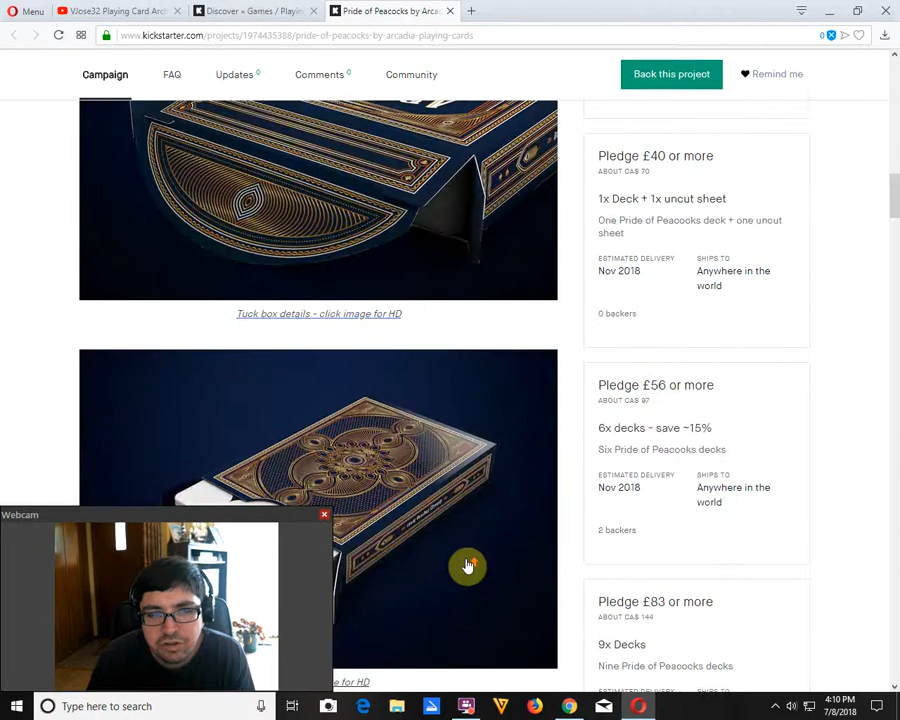 Menu
VJose32 Playing Card Arch
Discover » Games / Playin
Pride of Peacocks by Arca
www.kickstarter.com/projects/1974435388/pride-of-peacocks-by-arcadia-playing-cards
0
Campaign
FAQ
Updates 0
Comments 0
Community
Back this project
Remind me
Tuck box details - click image for HD
ge for HD
Pledge £40 or more
ABOUT CA$ 70
1x Deck + 1x uncut sheet
One Pride of Peacocks deck + one uncut
sheet
ESTIMATED DELIVERY
SHIPS TO
Nov 2018
Anywhere in the
world
0 backers
Pledge £56 or more
ABOUT CA$ 97
6x decks - save ~15%
Six Pride of Peacocks decks
ESTIMATED DELIVERY
SHIPS TO
Nov 2018
Anywhere in the
world
2 backers
Pledge £83 or more
ABOUT CA$ 144
9x Decks
Nine Pride of Peacocks decks
Webcam
Type here to search
4:10 PM
7/8/2018